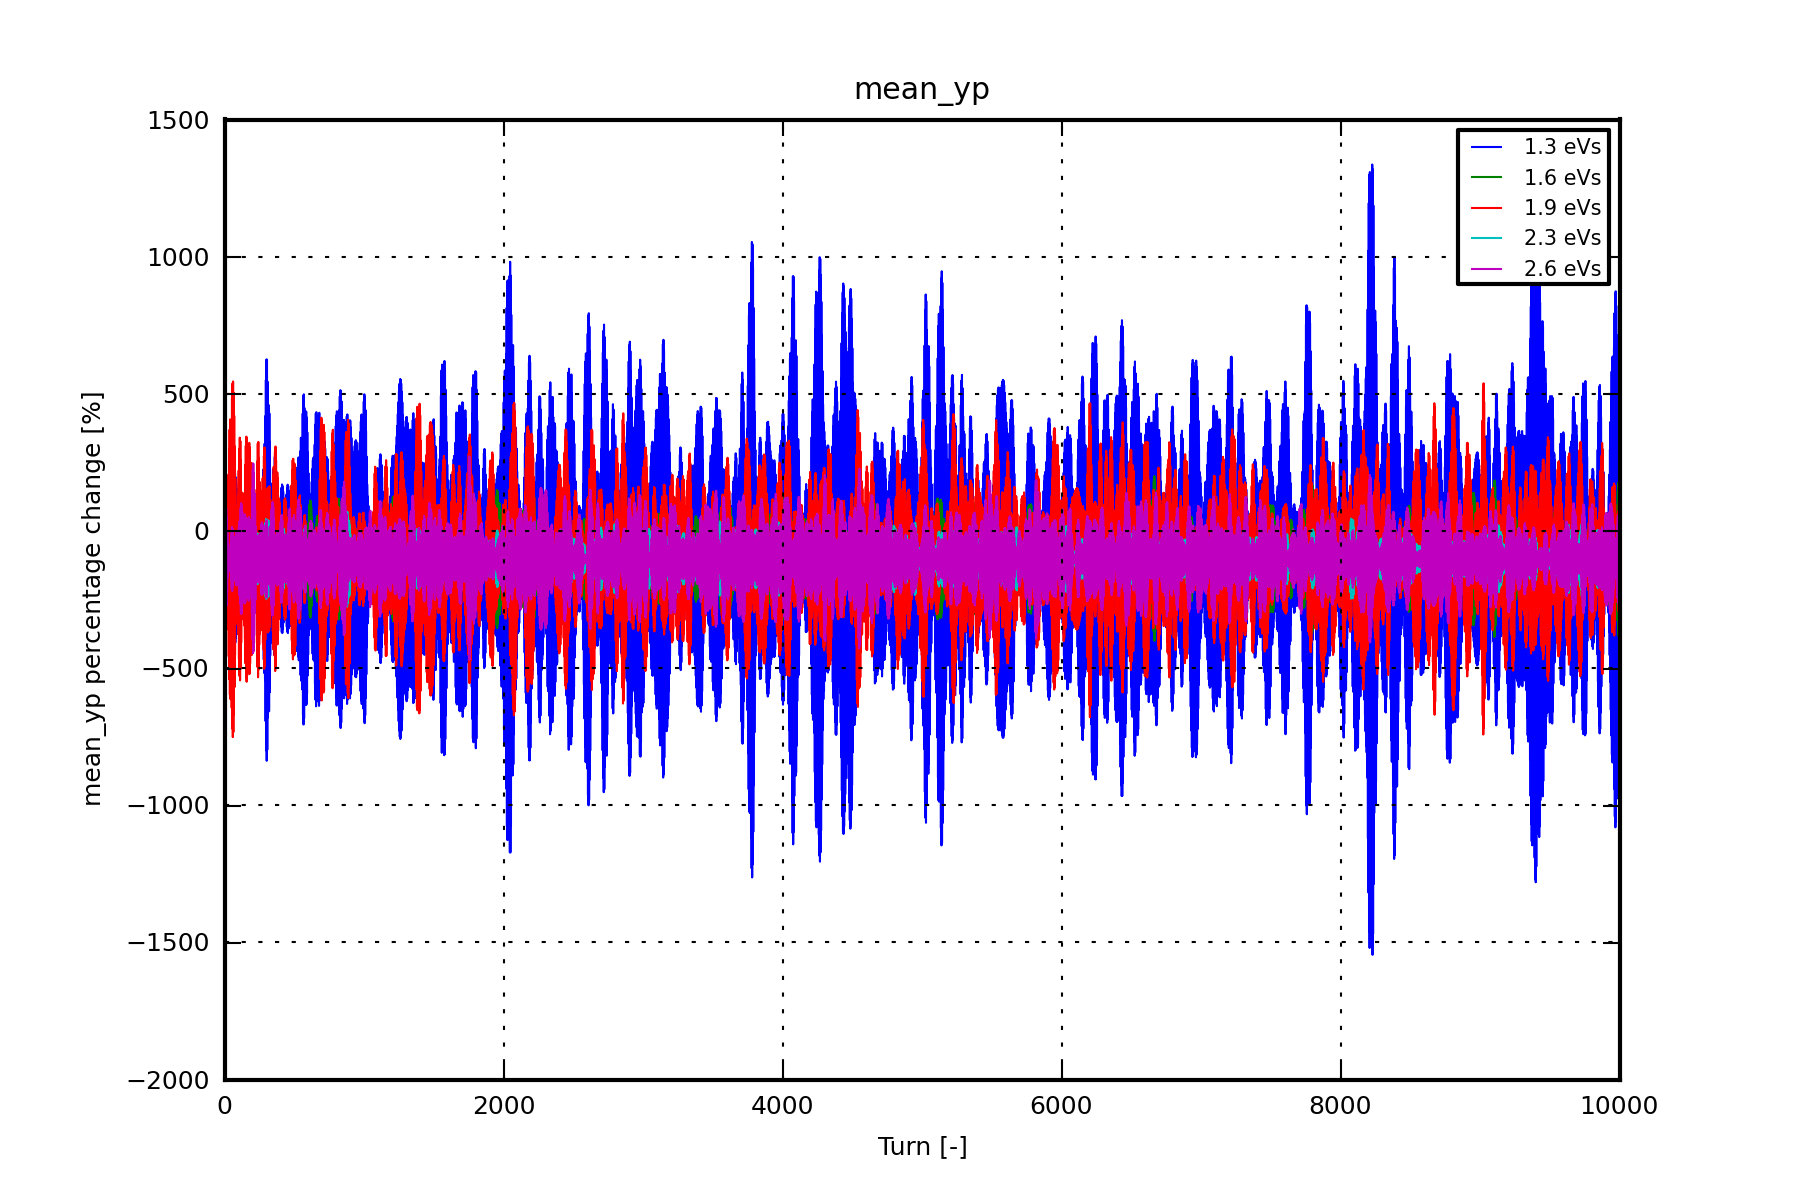 mean_yp
1500
1000
500
0
−500
−1000
−1500
−2000
mean_yp percentage change [%]
1.3 eVs
1.6 eVs
1.9 eVs
2.3 eVs
2.6 eVs
0 2000 4000 6000 8000 10000
Turn [-]